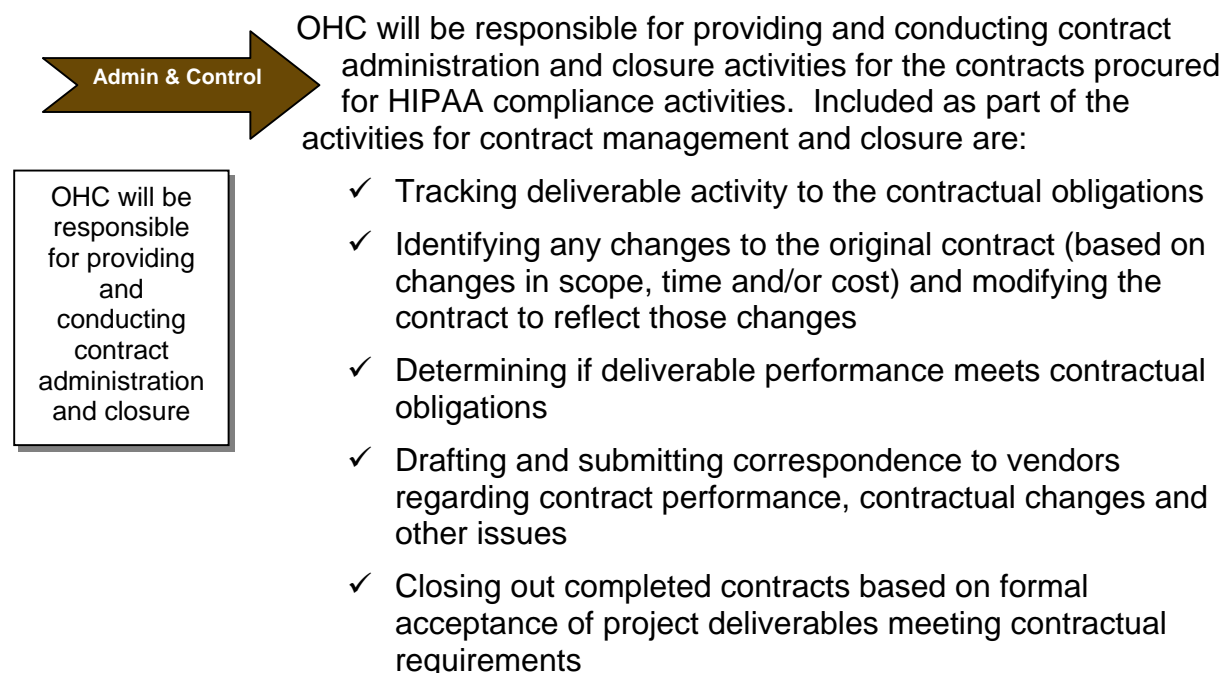 OHC will be responsible for providing and conducting contract
administration and closure activities for the contracts procured
for HIPAA compliance activities.  Included as part of the
activities for contract management and closure are:
Admin & Control
OHC will be
responsible
for providing
and
conducting
contract
administration
and closure
✓ Tracking deliverable activity to the contractual obligations
✓ Identifying any changes to the original contract (based on
changes in scope, time and/or cost) and modifying the
contract to reflect those changes
✓ Determining if deliverable performance meets contractual
obligations
✓ Drafting and submitting correspondence to vendors
regarding contract performance, contractual changes and
other issues
✓ Closing out completed contracts based on formal
acceptance of project deliverables meeting contractual
requirements